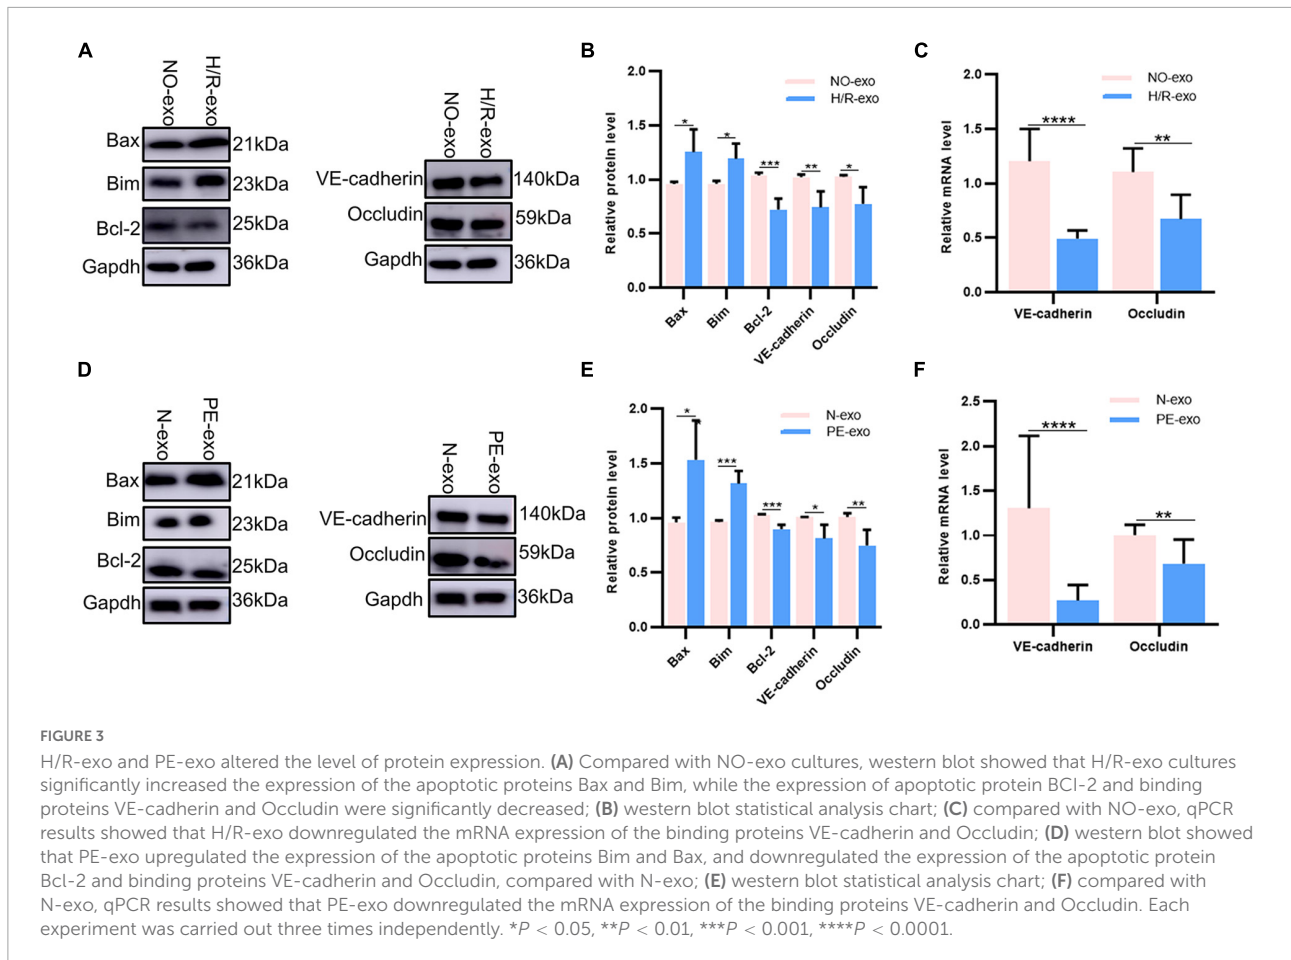 A
NO-exo
H/R-exo
Bax
21kDa
Bim
23kDa
Bcl-2
25kDa
Gapdh
36kDa
NO-exo
H/R-exo
VE-cadherin
140kDa
Occludin
59kDa
Gapdh
36kDa
B
NO-exo
H/R-exo
Relative protein level
2.0
1.5
1.0
0.5
0.0
*
*
***
**
*
Bax
Bim
Bcl-2
VE-cadherin
Occludin
C
NO-exo
H/R-exo
Relative mRNA level
2.0
1.5
1.0
0.5
0.0
****
**
VE-cadherin
Occludin
D
N-exo
PE-exo
Bax
21kDa
Bim
23kDa
Bcl-2
25kDa
Gapdh
36kDa
N-exo
PE-exo
VE-cadherin
140kDa
Occludin
59kDa
Gapdh
36kDa
E
N-exo
PE-exo
Relative protein level
2.0
1.5
1.0
0.5
0.0
*
***
***
*
**
Bax
Bim
Bcl-2
VE-cadherin
Occludin
F
N-exo
PE-exo
Relative mRNA level
2.5
2.0
1.5
1.0
0.5
0.0
****
**
VE-cadherin
Occludin
FIGURE 3
H/R-exo and PE-exo altered the level of protein expression. (A) Compared with NO-exo cultures, western blot showed that H/R-exo cultures
significantly increased the expression of the apoptotic proteins Bax and Bim, while the expression of apoptotic protein BCl-2 and binding
proteins VE-cadherin and Occludin were significantly decreased; (B) western blot statistical analysis chart; (C) compared with NO-exo, qPCR
results showed that H/R-exo downregulated the mRNA expression of the binding proteins VE-cadherin and Occludin; (D) western blot showed
that PE-exo upregulated the expression of the apoptotic proteins Bim and Bax, and downregulated the expression of the apoptotic protein
Bcl-2 and binding proteins VE-cadherin and Occludin, compared with N-exo; (E) western blot statistical analysis chart; (F) compared with
N-exo, qPCR results showed that PE-exo downregulated the mRNA expression of the binding proteins VE-cadherin and Occludin. Each
experiment was carried out three times independently. *P < 0.05, **P < 0.01, ***P < 0.001, ****P < 0.0001.